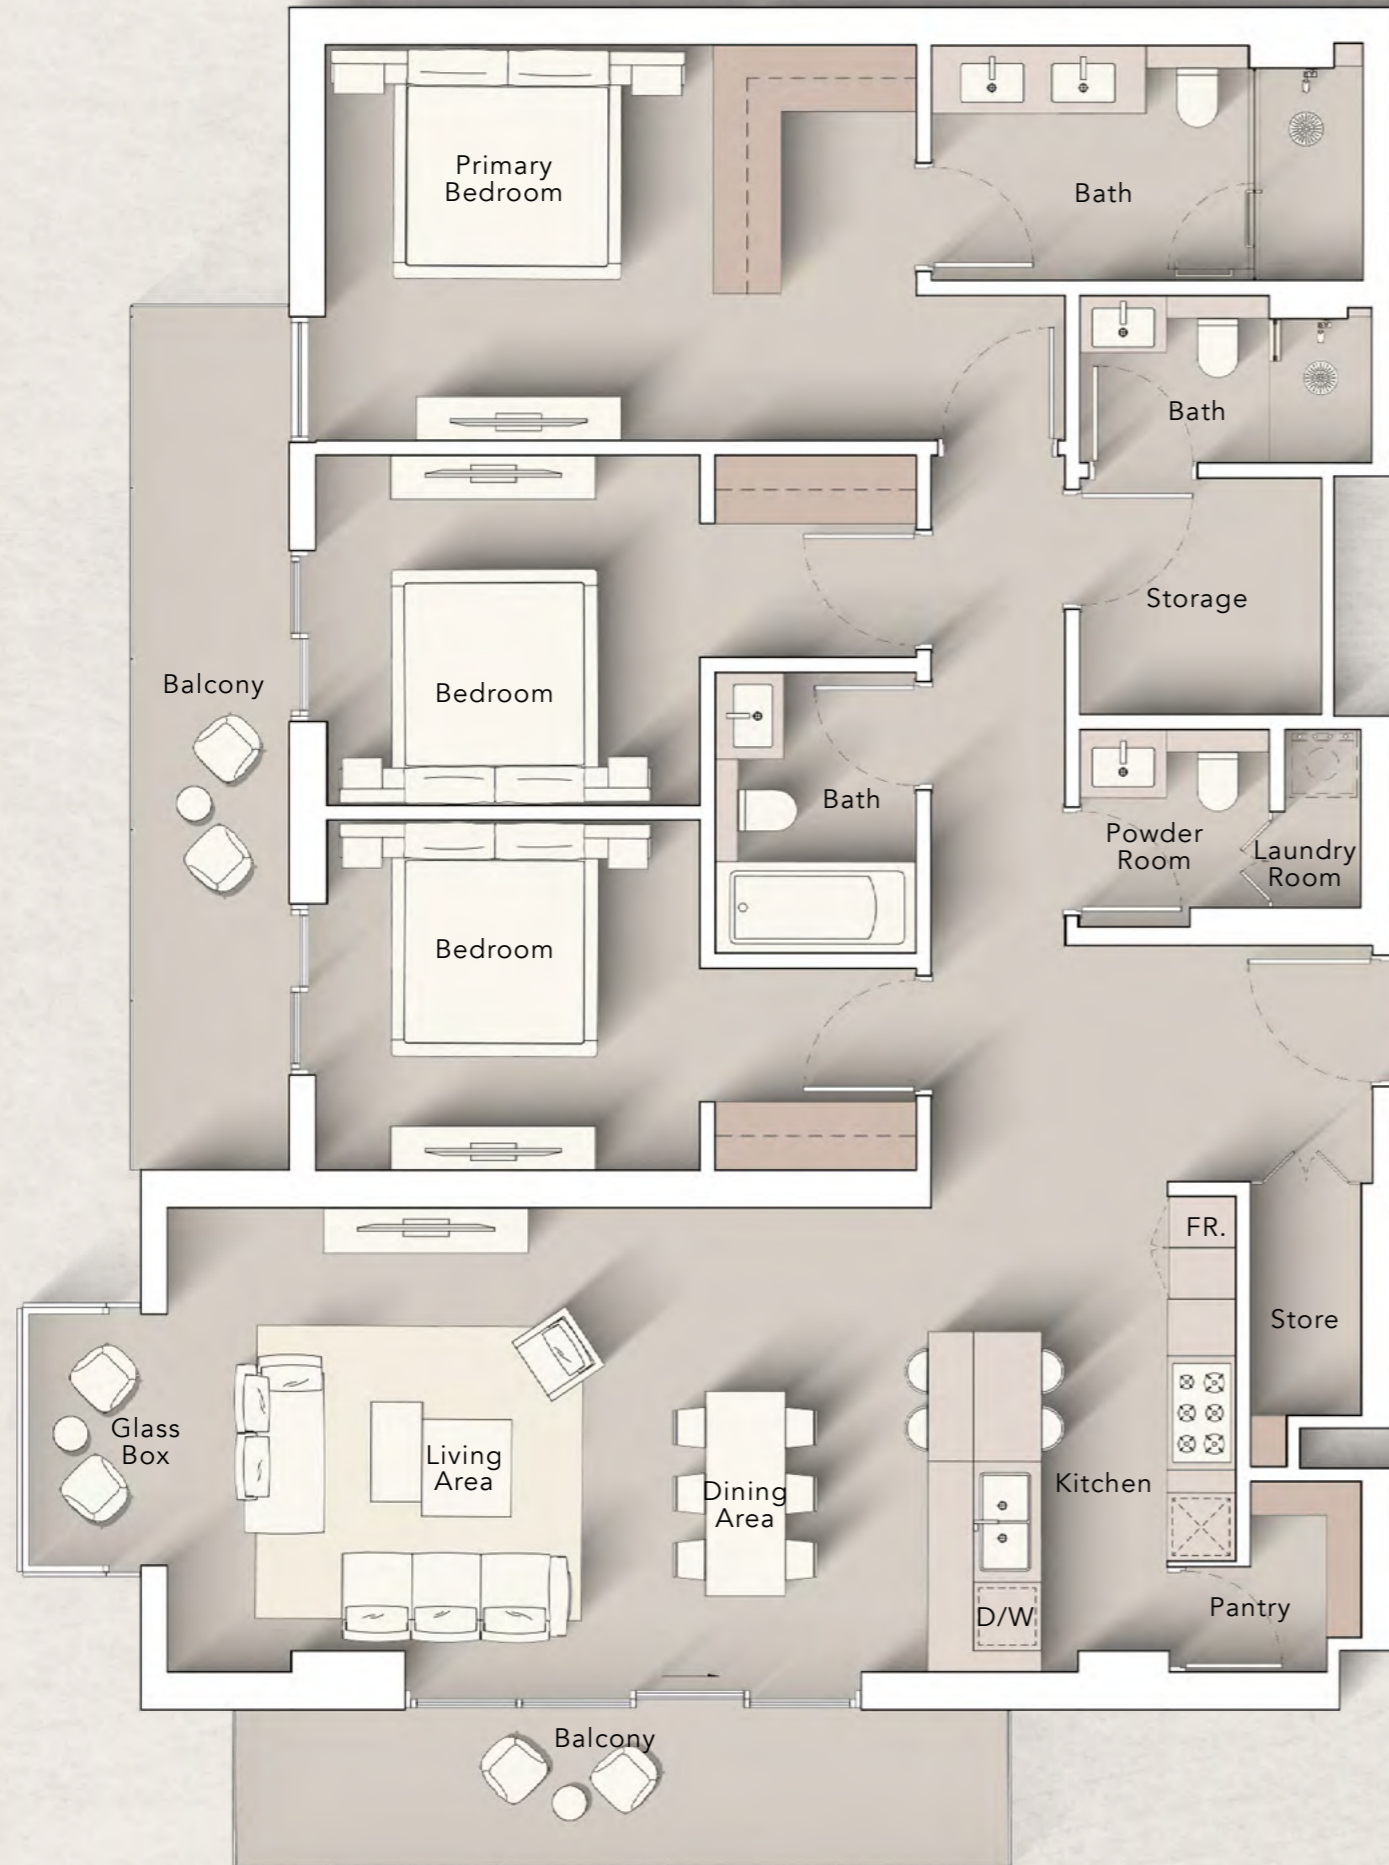 Primary
Bedroom
Bath
Bath
Storage
Balcony
Bedroom
Bath
Powder
Room
Laundry
Room
Bedroom
FR.
Store
Glass
Box
Living
Area
Dining
Area
Kitchen
D/W
Pantry
Balcony